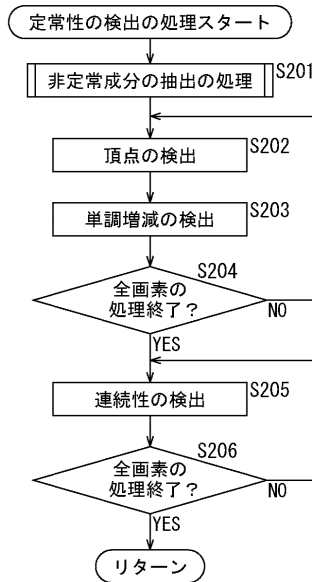 定常性の検出の処理スタート
非定常成分の抽出の処理
S201
頂点の検出
S202
単調増減の検出
S203
S204
全画素の
処理終了？
NO
YES
連続性の検出
S205
S206
全画素の
処理終了？
NO
YES
リターン